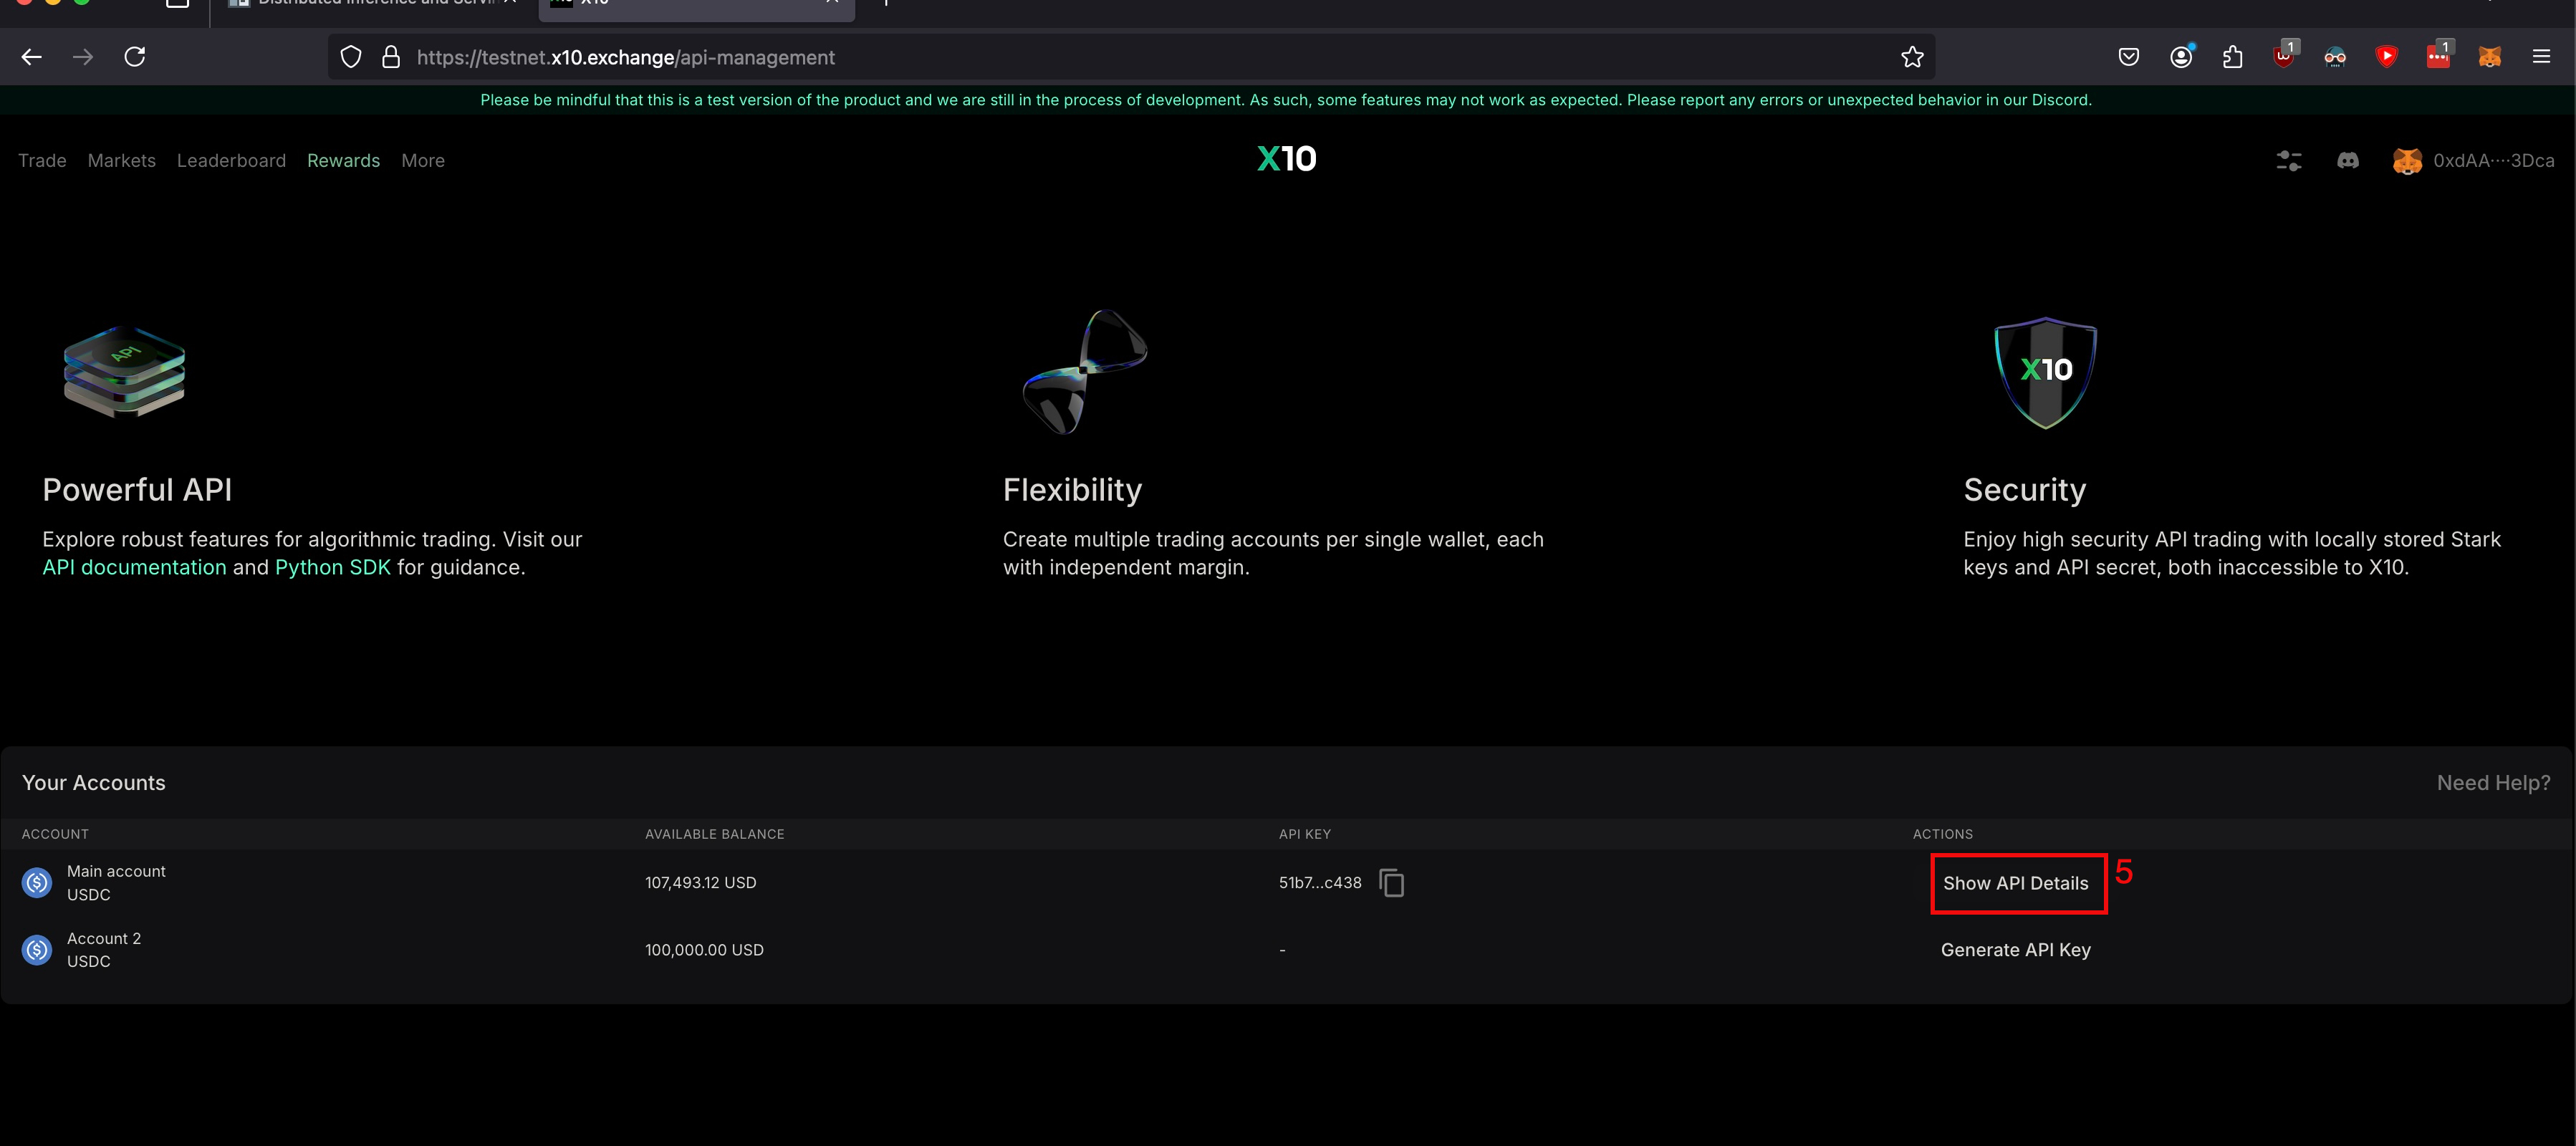 Distributed Inference and Servin
X10
https://testnet.x10.exchange/api-management
1
1
Please be mindful that this is a test version of the product and we are still in the process of development. As such, some features may not work as expected. Please report any errors or unexpected behavior in our Discord.
Trade Markets Leaderboard Rewards More
X10
0xdAA····3Dca
API
X10
Powerful API
Explore robust features for algorithmic trading. Visit our
API documentation and Python SDK for guidance.
Flexibility
Create multiple trading accounts per single wallet, each
with independent margin.
Security
Enjoy high security API trading with locally stored Stark
keys and API secret, both inaccessible to X10.
Your Accounts
Need Help?
ACCOUNT AVAILABLE BALANCE API KEY ACTIONS
Main account
USDC
107,493.12 USD
51b7...c438
Show API Details
5
Account 2
USDC
100,000.00 USD
-
Generate API Key